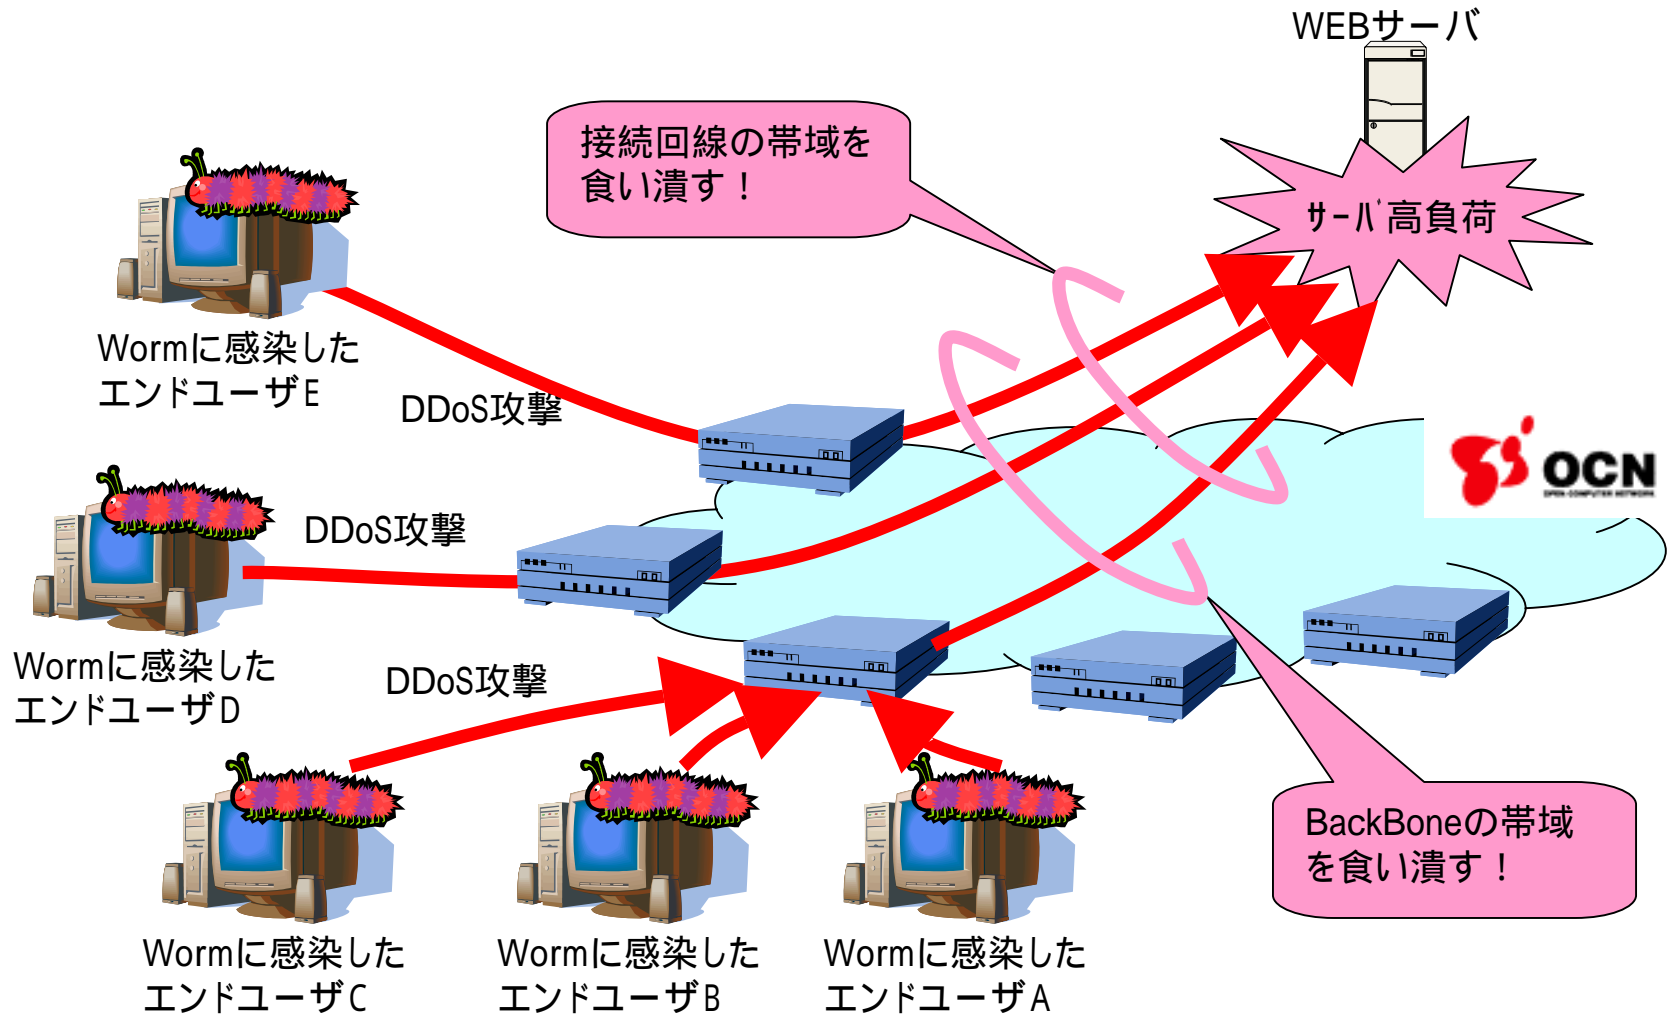 WEBサーバ
接続回線の帯域を
食い潰す！
ｻｰﾊﾞ高負荷
Wormに感染した
エンドユーザE
DDoS攻撃
OCN
OPEN COMPUTER NETWORK
DDoS攻撃
Wormに感染した
エンドユーザD
DDoS攻撃
BackBoneの帯域
を食い潰す！
Wormに感染した
エンドユーザC
Wormに感染した
エンドユーザB
Wormに感染した
エンドユーザA